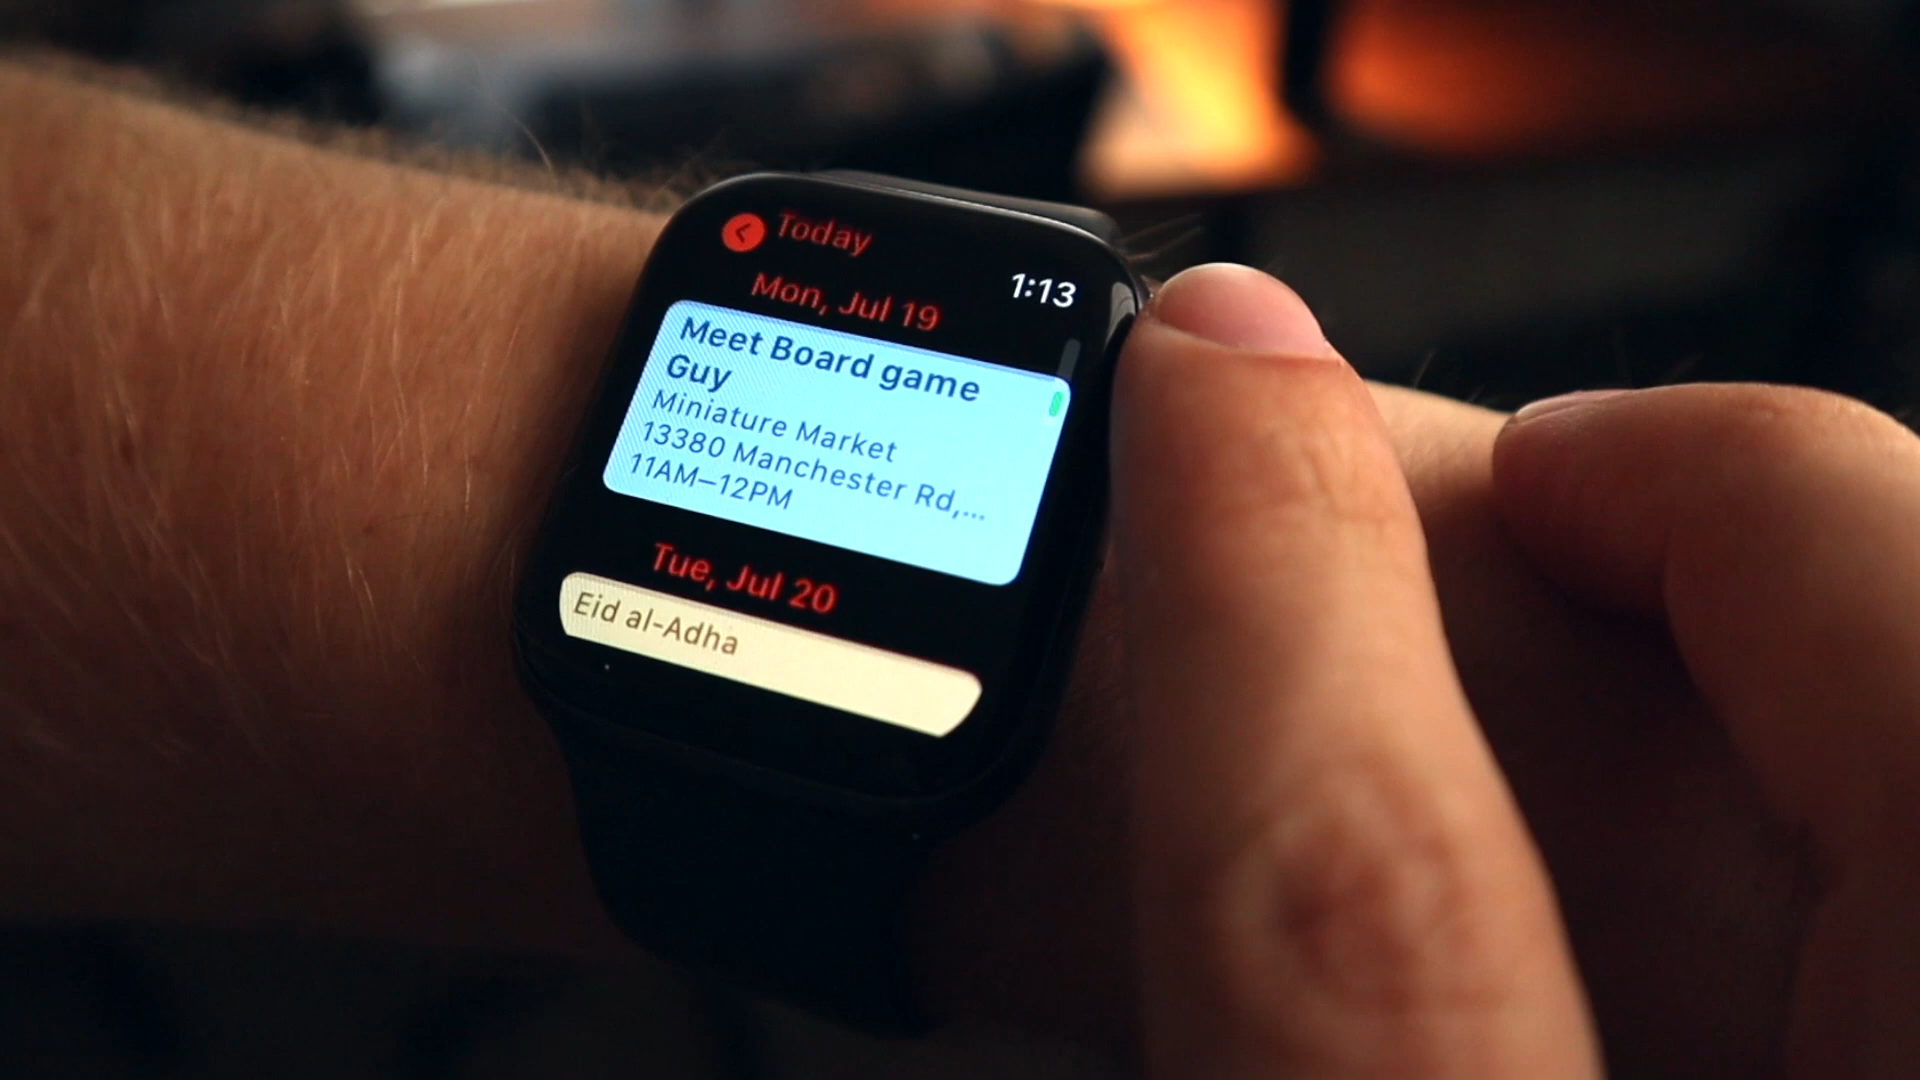 Today
1:13
Mon, Jul 19
Meet Board game
Guy
Miniature Market
13380 Manchester Rd,...
11AM–12PM
Tue, Jul 20
Eid al-Adha